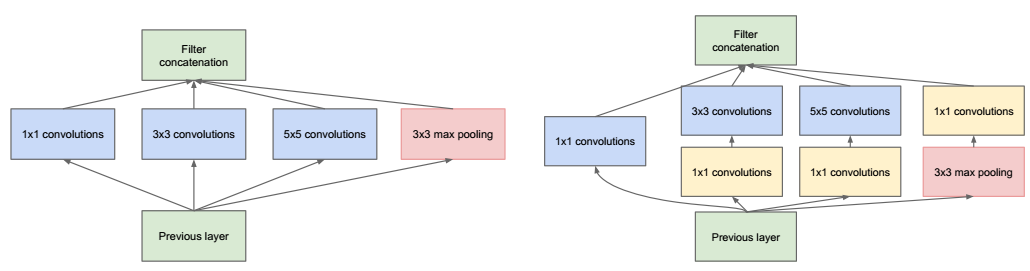 Filter
concatenation
1x1 convolutions
3x3 convolutions
5x5 convolutions
3x3 max pooling
Previous layer
Filter
concatenation
3x3 convolutions
5x5 convolutions
1x1 convolutions
1x1 convolutions
1x1 convolutions
1x1 convolutions
3x3 max pooling
Previous layer